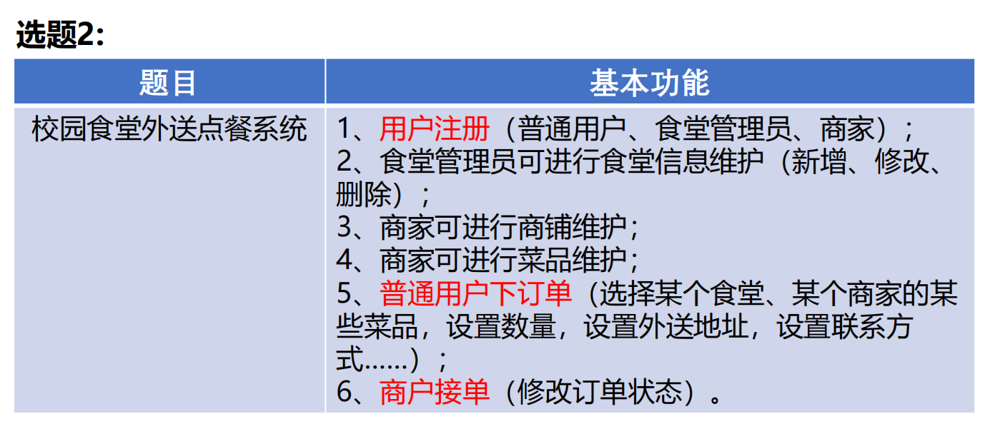 选题2：
题目
基本功能
校园食堂外送点餐系统
1、用户注册（普通用户、食堂管理员、商家）；
2、食堂管理员可进行食堂信息维护（新增、修改、
删除）；
3、商家可进行商铺维护；
4、商家可进行菜品维护；
5、普通用户下订单（选择某个食堂、某个商家的某
些菜品，设置数量，设置外送地址，设置联系方
式……）；
6、商户接单（修改订单状态）。